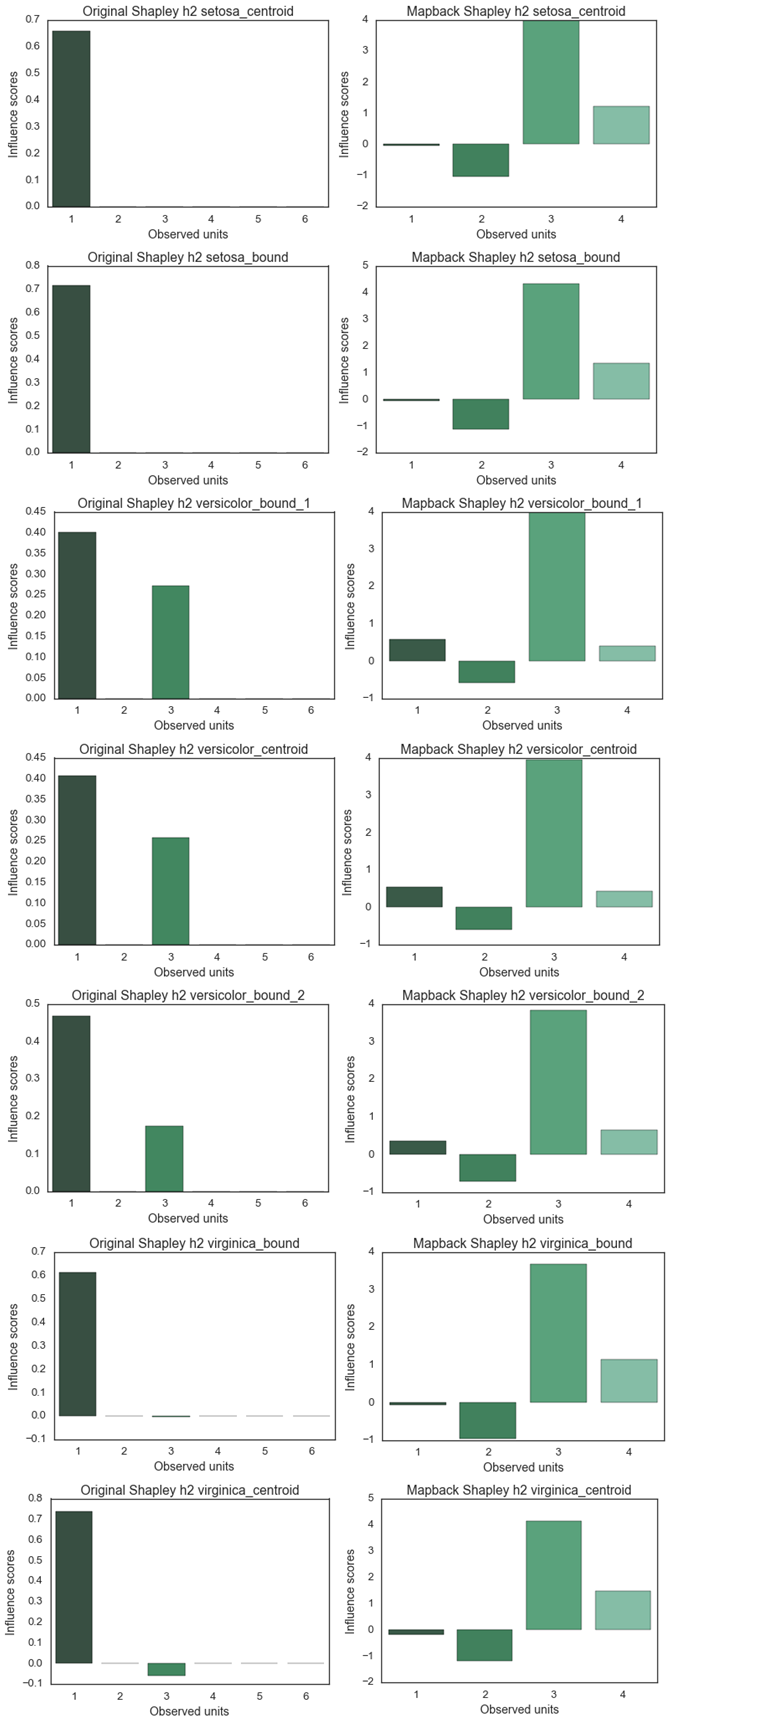 Original Shapley h2 setosa_centroid
0.7
0.6
0.5
0.4
0.3
0.2
0.1
0.0
Influence scores
1 2 3 4 5 6
Observed units
Mapback Shapley h2 setosa_centroid
4
3
2
1
0
−1
−2
Influence scores
1 2 3 4
Observed units
Original Shapley h2 setosa_bound
0.8
0.7
0.6
0.5
0.4
0.3
0.2
0.1
0.0
Influence scores
1 2 3 4 5 6
Observed units
Mapback Shapley h2 setosa_bound
5
4
3
2
1
0
−1
−2
Influence scores
1 2 3 4
Observed units
Original Shapley h2 versicolor_bound_1
0.45
0.40
0.35
0.30
0.25
0.20
0.15
0.10
0.05
0.00
Influence scores
1 2 3 4 5 6
Observed units
Mapback Shapley h2 versicolor_bound_1
4
3
2
1
0
−1
Influence scores
1 2 3 4
Observed units
Original Shapley h2 versicolor_centroid
0.45
0.40
0.35
0.30
0.25
0.20
0.15
0.10
0.05
0.00
Influence scores
1 2 3 4 5 6
Observed units
Mapback Shapley h2 versicolor_centroid
4
3
2
1
0
−1
Influence scores
1 2 3 4
Observed units
Original Shapley h2 versicolor_bound_2
0.5
0.4
0.3
0.2
0.1
0.0
Influence scores
1 2 3 4 5 6
Observed units
Mapback Shapley h2 versicolor_bound_2
4
3
2
1
0
−1
Influence scores
1 2 3 4
Observed units
Original Shapley h2 virginica_bound
0.7
0.6
0.5
0.4
0.3
0.2
0.1
0.0
−0.1
Influence scores
1 2 3 4 5 6
Observed units
Mapback Shapley h2 virginica_bound
4
3
2
1
0
−1
Influence scores
1 2 3 4
Observed units
Original Shapley h2 virginica_centroid
0.8
0.7
0.6
0.5
0.4
0.3
0.2
0.1
0.0
−0.1
Influence scores
1 2 3 4 5 6
Observed units
Mapback Shapley h2 virginica_centroid
5
4
3
2
1
0
−1
−2
Influence scores
1 2 3 4
Observed units